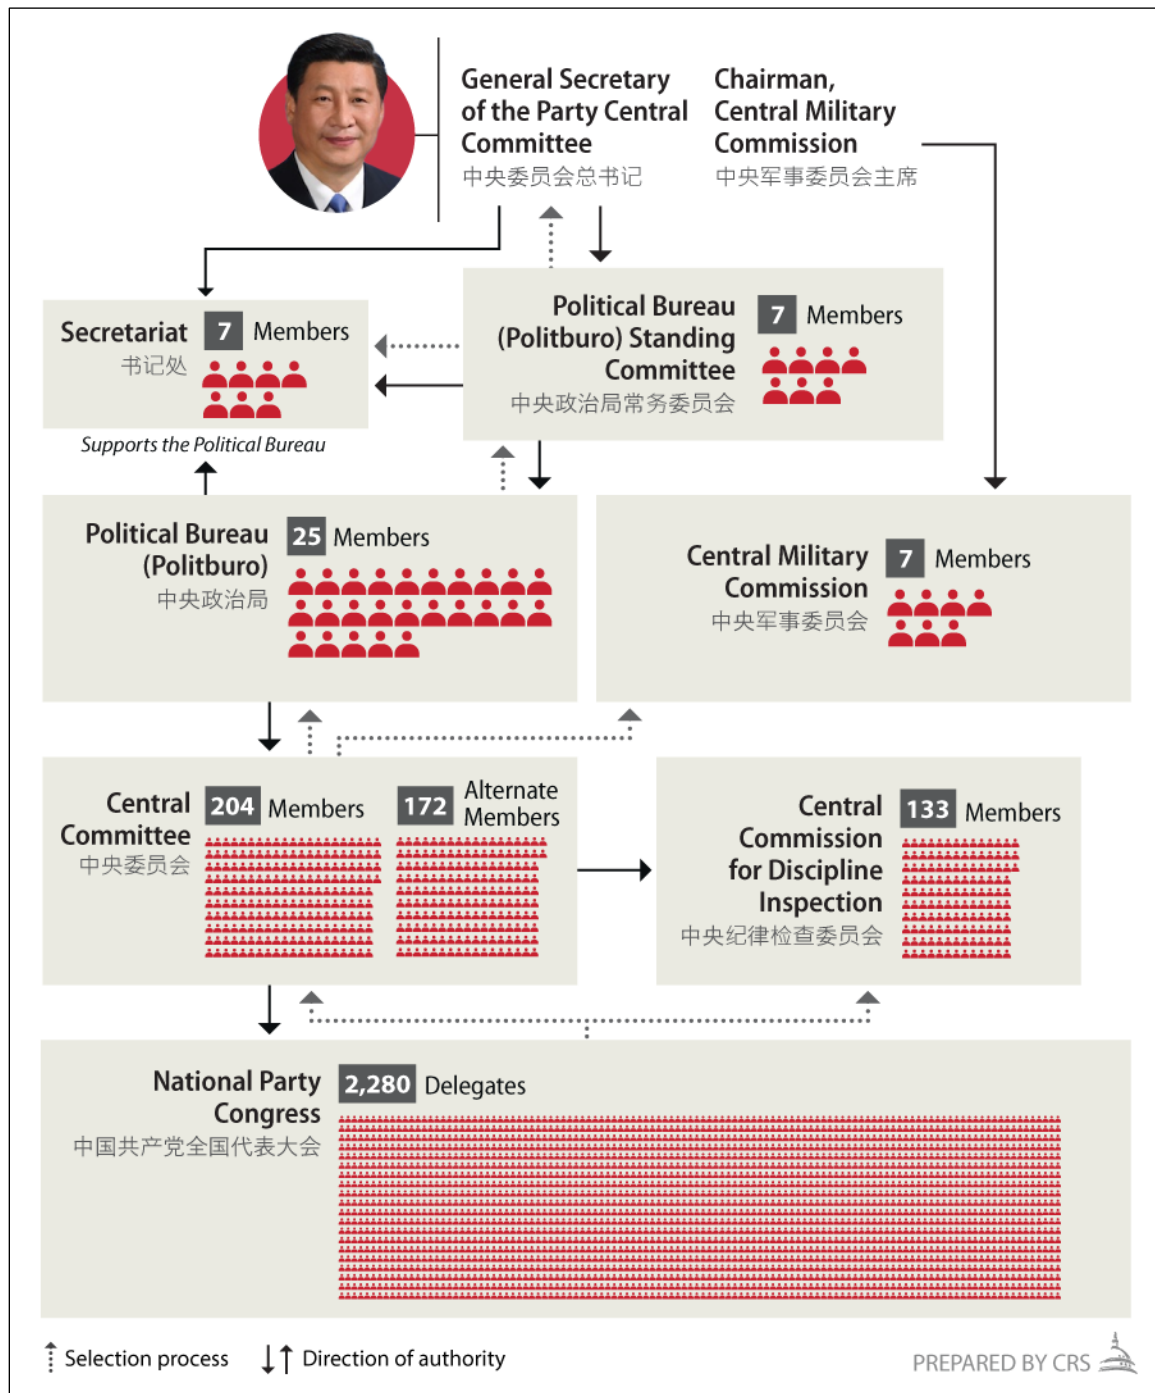 General Secretary
of the Party Central
Committee
中央委员会总书记
Chairman,
Central Military
Commission
中央军事委员会主席
Secretariat
书记处
7 Members
Supports the Political Bureau
Political Bureau
(Politburo) Standing
Committee
中央政治局常务委员会
7 Members
Political Bureau
(Politburo)
中央政治局
25 Members
Central Military
Commission
中央军事委员会
7 Members
Central
Committee
中央委员会
204 Members
172 Alternate
Members
Central
Commission
for Discipline
Inspection
中央纪律检查委员会
133 Members
National Party
Congress
中国共产党全国代表大会
2,280 Delegates
Selection process
Direction of authority
PREPARED BY CRS